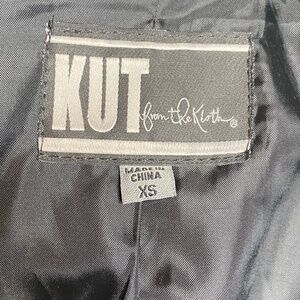 KUT from the Kloth®
MADE IN
CHINA
XS